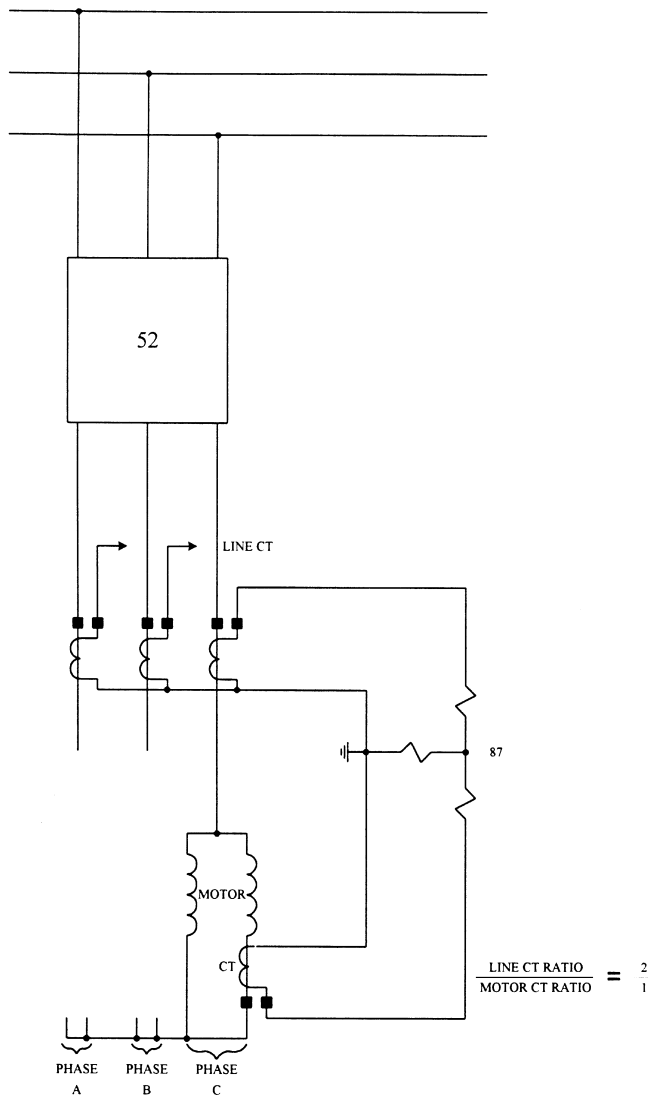 52
LINE CT
87
MOTOR
CT
LINE CT RATIO
MOTOR CT RATIO
=
2
1
PHASE
A
PHASE
B
PHASE
C